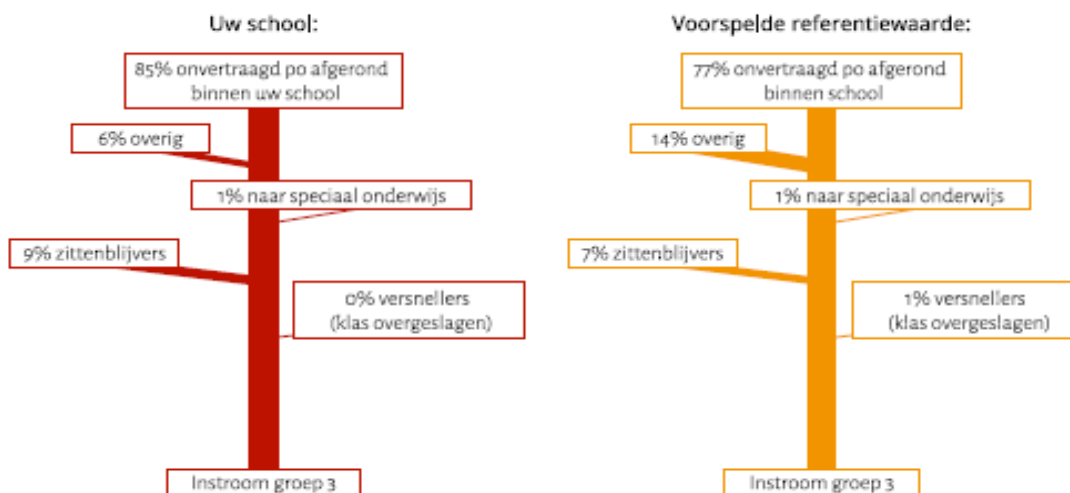 Uw school:
85% onvertraagd po afgerond
binnen uw school
6% overig
1% naar speciaal onderwijs
9% zittenblijvers
0% versnellers
(klas overgeslagen)
Instroom groep 3
Voorspelde referentiewaarde:
77% onvertraagd po afgerond
binnen school
14% overig
1% naar speciaal onderwijs
7% zittenblijvers
1% versnellers
(klas overgeslagen)
Instroom groep 3